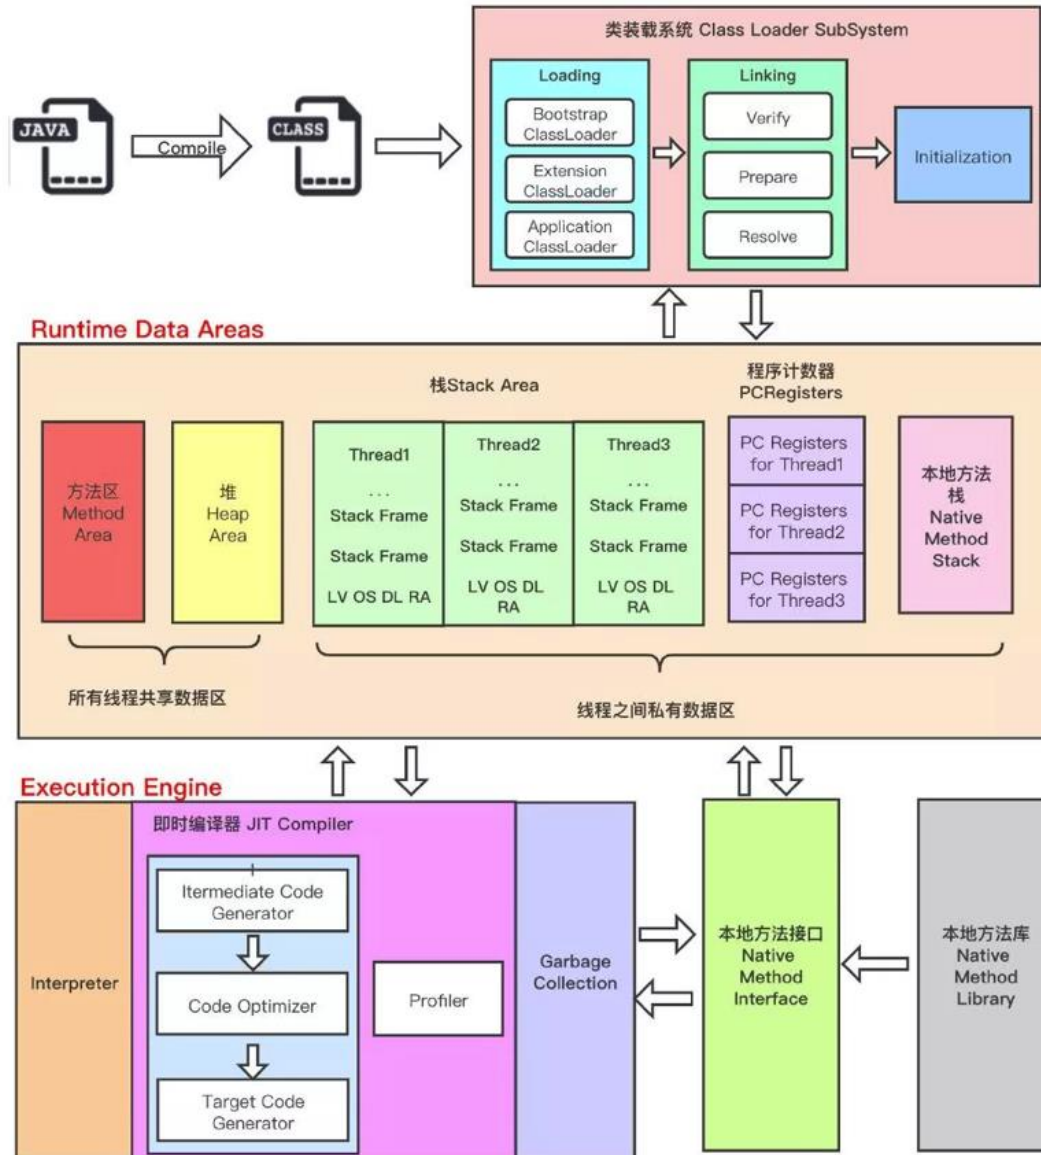 类装载系统 Class Loader SubSystem
Loading
Linking
JAVA
Compile
CLASS
Bootstrap
ClassLoader
Extension
ClassLoader
Application
ClassLoader
Verify
Prepare
Resolve
Initialization
Runtime Data Areas
栈Stack Area
程序计数器
PCRegisters
方法区
Method
Area
堆
Heap
Area
Thread1
...
Stack Frame
Stack Frame
LV OS DL RA
Thread2
...
Stack Frame
Stack Frame
LV OS DL
RA
Thread3
...
Stack Frame
Stack Frame
LV OS DL
RA
PC Registers
for Thread1
PC Registers
for Thread2
PC Registers
for Thread3
本地方法
栈
Native
Method
Stack
所有线程共享数据区
线程之间私有数据区
Execution Engine
Interpreter
即时编译器 JIT Compiler
Itermediate Code
Generator
Code Optimizer
Target Code
Generator
Profiler
Garbage
Collection
本地方法接口
Native
Method
Interface
本地方法库
Native
Method
Library